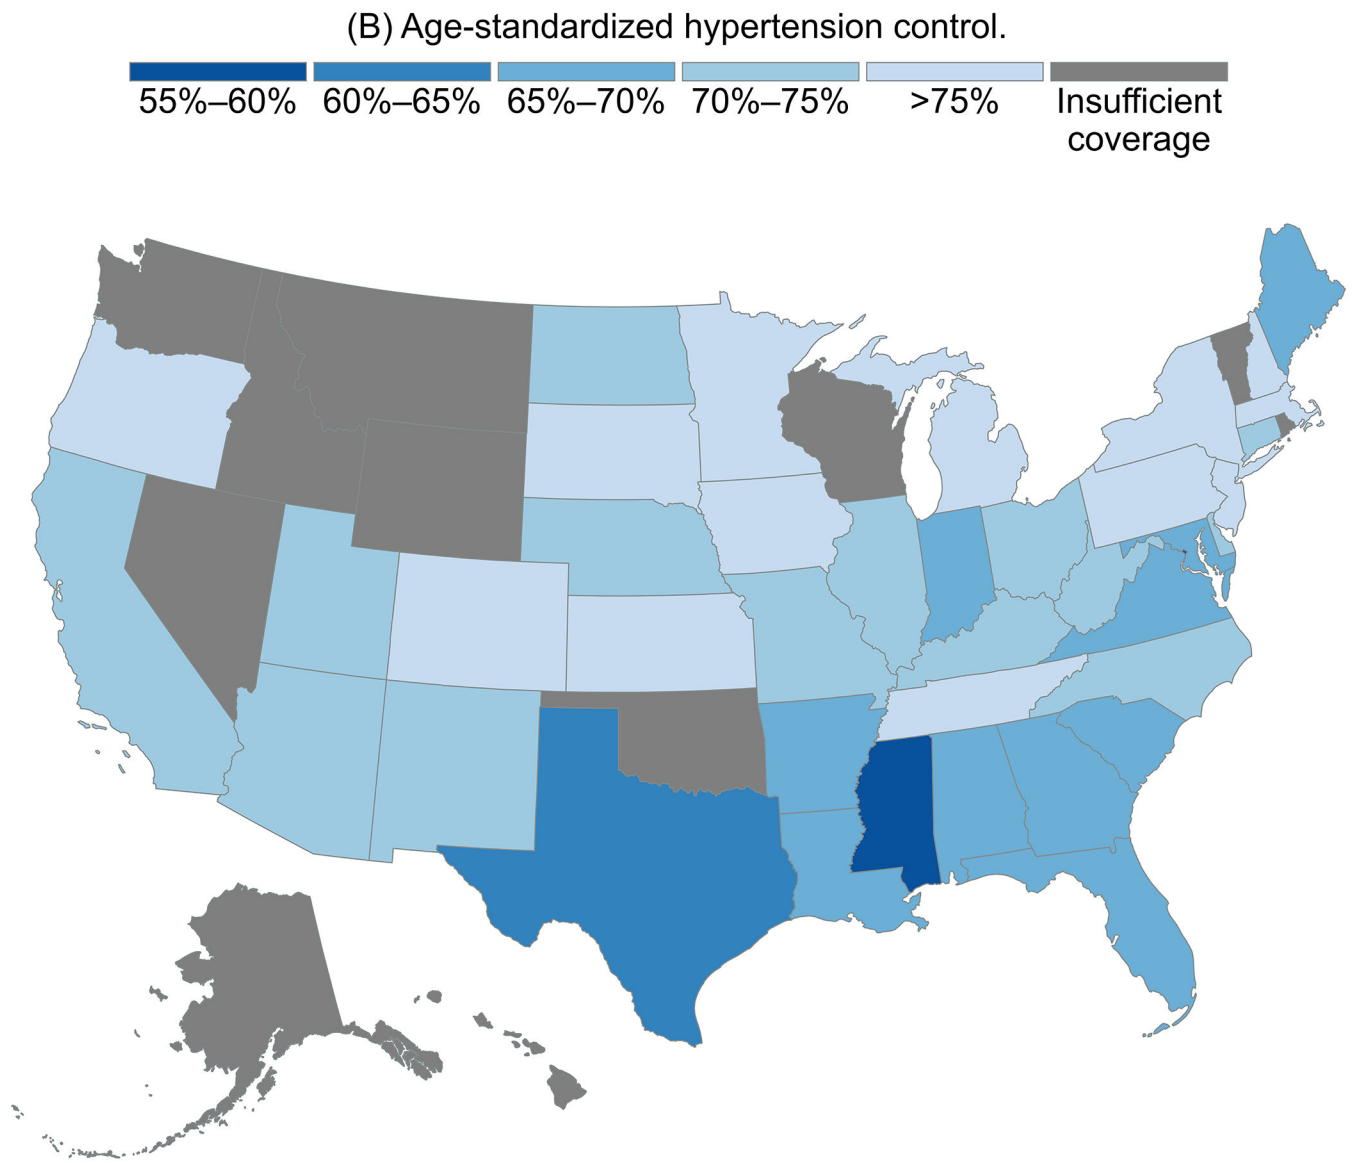 (B) Age-standardized hypertension control.
55%–60% 60%–65% 65%–70% 70%–75% >75% Insufficient
coverage